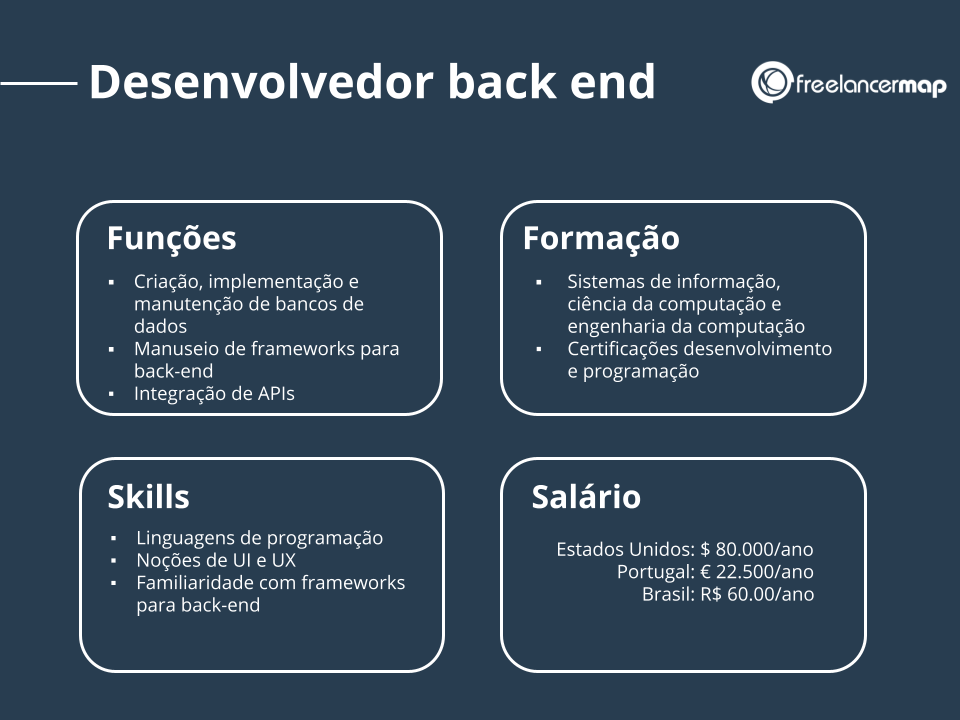 Desenvolvedor back end
freelancermap
Funções
▪ Criação, implementação e
manutenção de bancos de
dados
▪ Manuseio de frameworks para
back-end
▪ Integração de APIs
Formação
▪ Sistemas de informação,
ciência da computação e
engenharia da computação
▪ Certificações desenvolvimento
e programação
Skills
▪ Linguagens de programação
▪ Noções de UI e UX
▪ Familiaridade com frameworks
para back-end
Salário
Estados Unidos: $ 80.000/ano
Portugal: € 22.500/ano
Brasil: R$ 60.00/ano